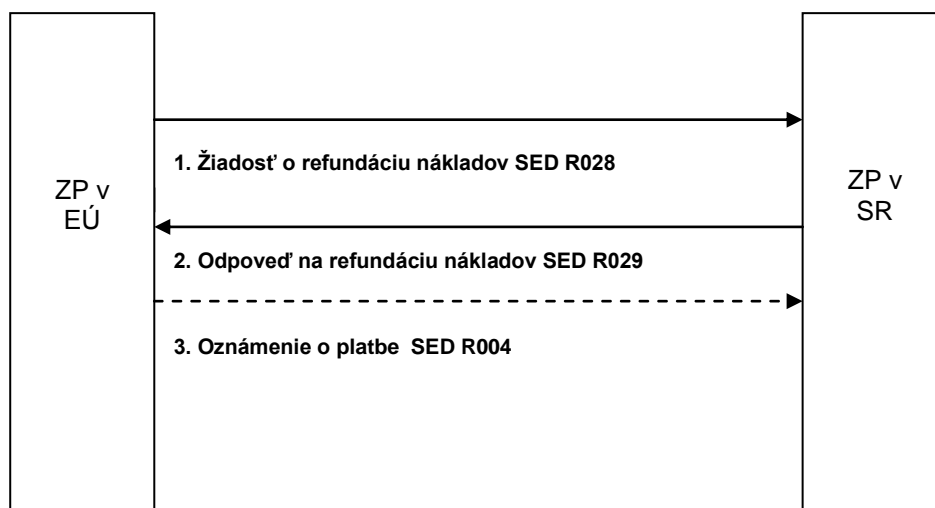 ZP v
EÚ
1. Žiadosť o refundáciu nákladov SED R028
2. Odpoveď na refundáciu nákladov SED R029
3. Oznámenie o platbe SED R004
ZP v
SR